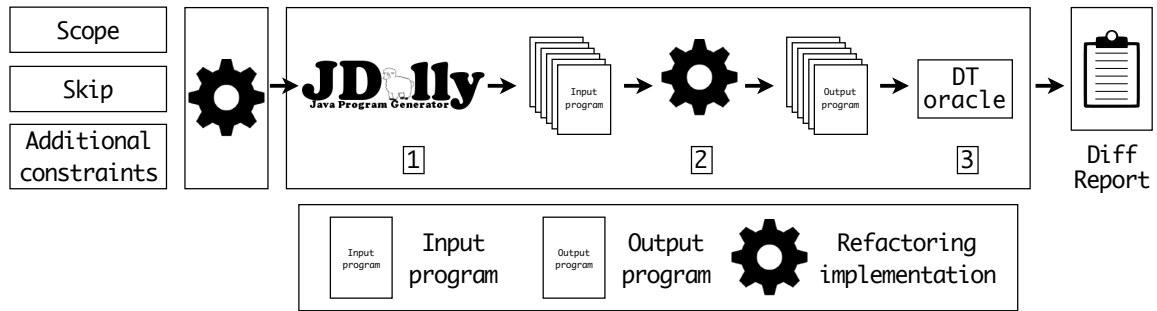 Scope
Skip
Additional
constraints
JDolly
Java Program Generator
Input
program
Output
program
DT
oracle
1
2
3
Diff
Report
Input
program
Input
program
Output
program
Output
program
Refactoring
implementation